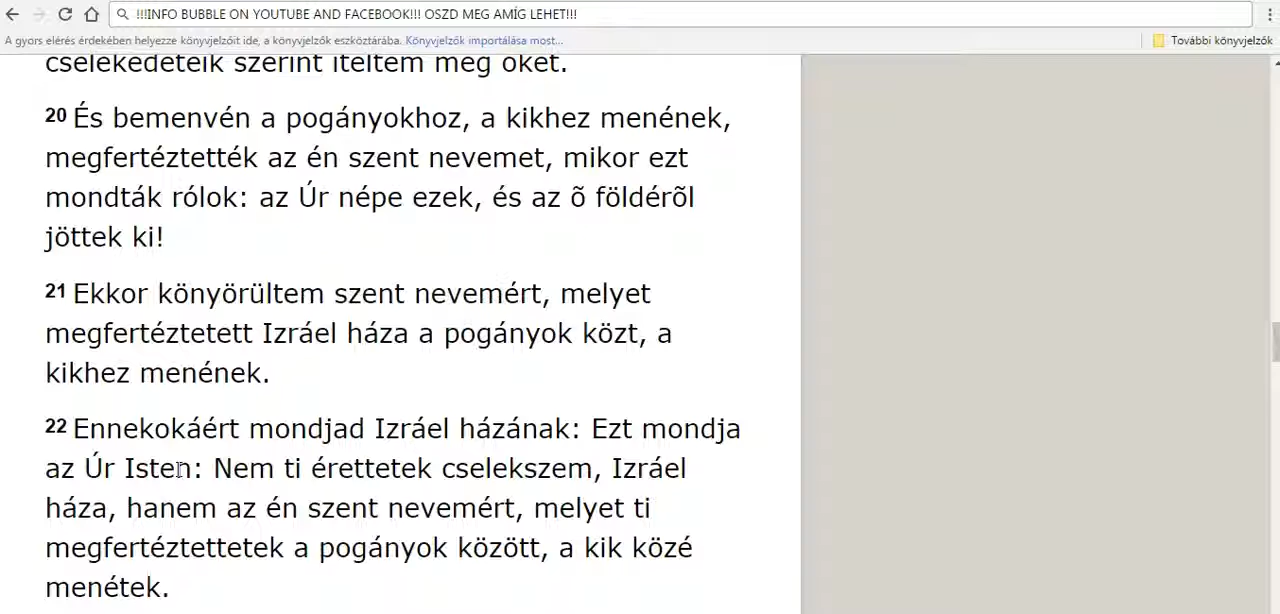 !!!INFO BUBBLE ON YOUTUBE AND FACEBOOK!!! OSZD MEG AMÍG LEHET!!!
A gyors elérés érdekében helyezze könyvjelzőit ide, a könyvjelzők eszköztárába. Könyvjelzők importálása most...
További könyvjelzők
cselekedeteik szerint ítéltem meg őket.
20 És bemenvén a pogányokhoz, a kikhez menének,
megfertéztették az én szent nevemet, mikor ezt
mondták rólok: az Úr népe ezek, és az õ földérõl
jöttek ki!
21 Ekkor könyörültem szent nevemért, melyet
megfertéztetett Izráel háza a pogányok közt, a
kikhez menének.
22 Ennekokáért mondjad Izráel házának: Ezt mondja
az Úr Isten: Nem ti érettetek cselekszem, Izráel
háza, hanem az én szent nevemért, melyet ti
megfertéztettetek a pogányok között, a kik közé
menétek.